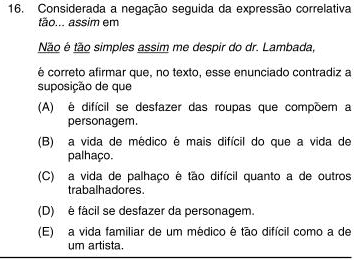 16. Considerada a negação seguida da expressão correlativa
tão... assim em
Não é tão simples assim me despir do dr. Lambada,
è correto afirmar que, no texto, esse enunciado contradiz a
suposição de que
(A) è difícil se desfazer das roupas que compõem a
personagem.
(B) a vida de médico è mais difícil do que a vida de
palhaço.
(C) a vida de palhaço è tão difícil quanto a de outros
trabalhadores.
(D) è fácil se desfazer da personagem.
(E) a vida familiar de um médico è tão difícil como a de
um artista.